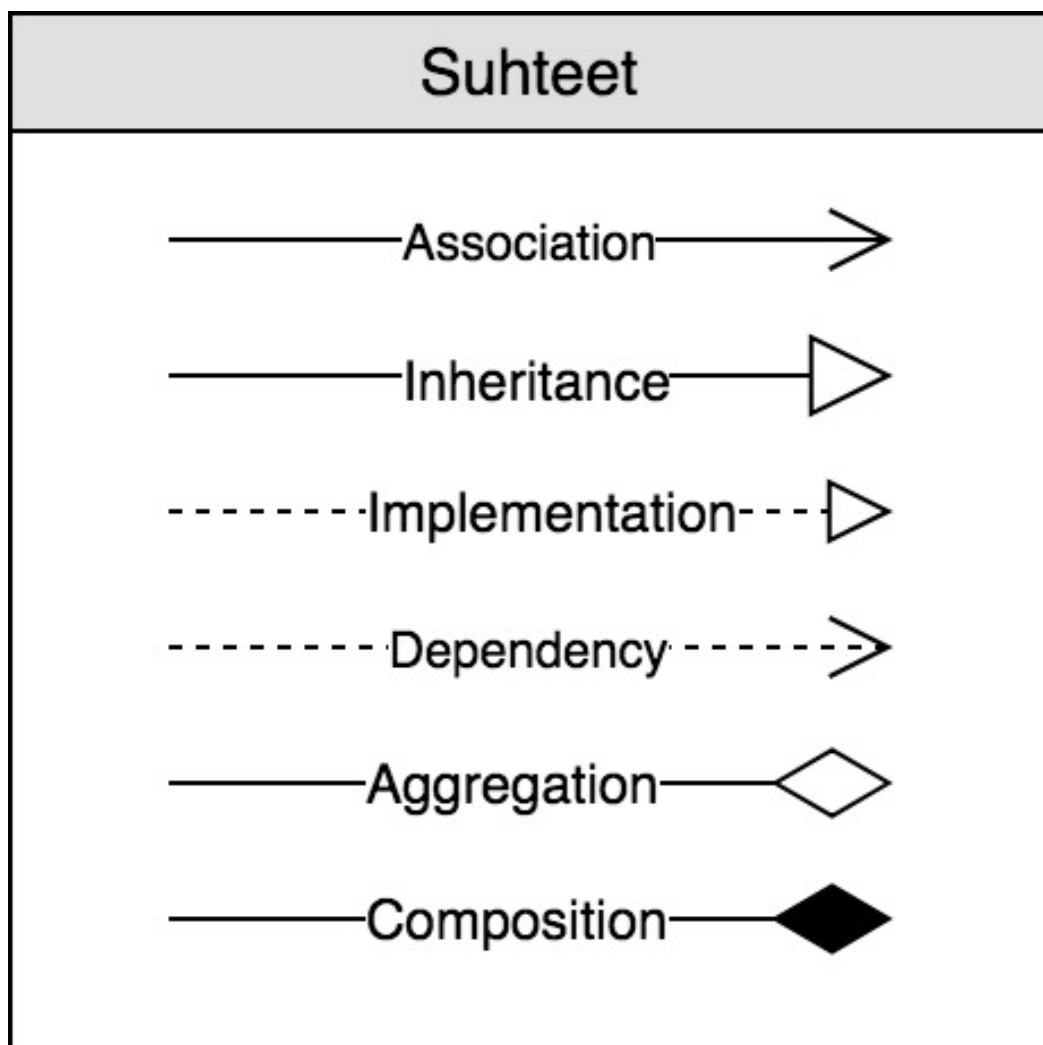 Suhteet
Association
Inheritance
Implementation
Dependency
Aggregation
Composition